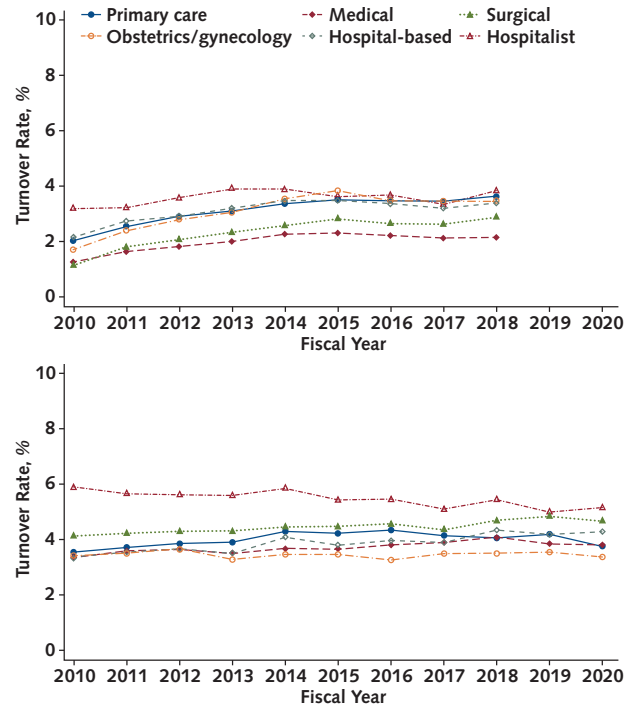 Primary care Medical Surgical
Obstetrics/gynecology Hospital-based Hospitalist
Turnover Rate, %
10
8
6
4
2
0
2010 2011 2012 2013 2014 2015 2016 2017 2018 2019 2020
Fiscal Year
Turnover Rate, %
10
8
6
4
2
0
2010 2011 2012 2013 2014 2015 2016 2017 2018 2019 2020
Fiscal Year